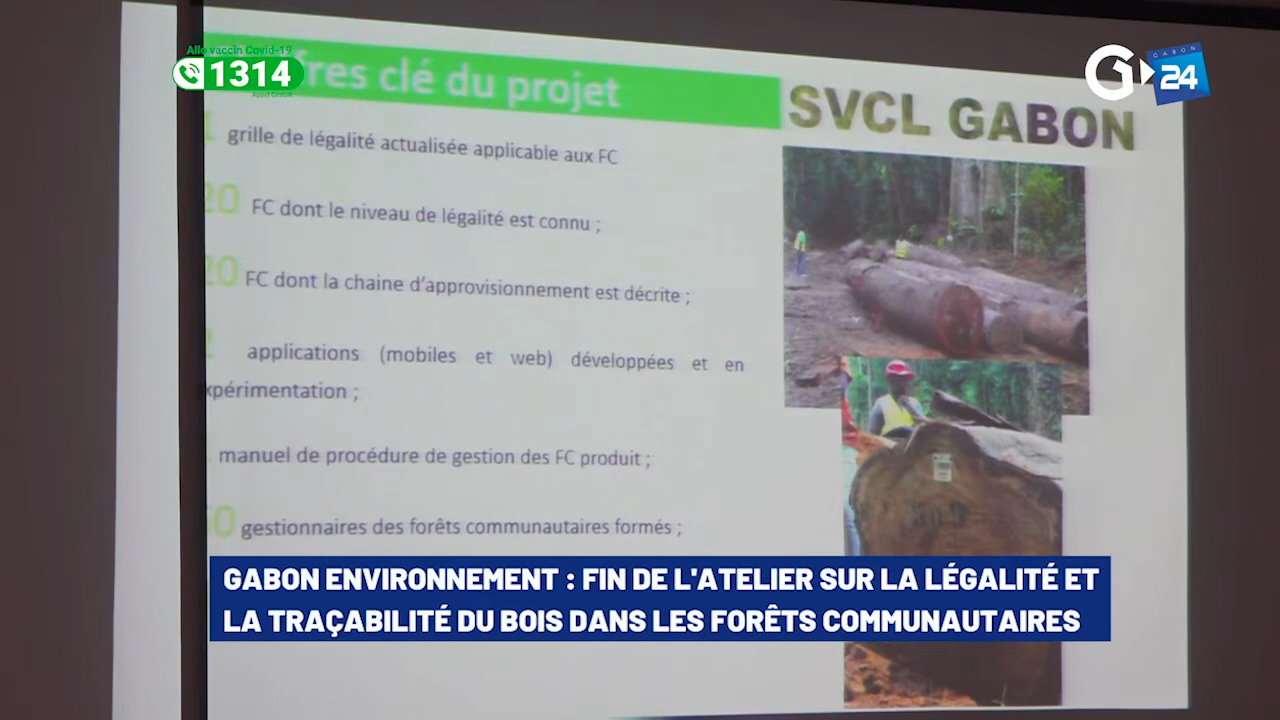 Allo vaccin Covid-19
1314
GABON
G 24
fres clé du projet
SVCL GABON
grille de légalité actualisée applicable aux FC
20 FC dont le niveau de légalité est connu ;
20 FC dont la chaine d'approvisionnement est décrite ;
2 applications (mobiles et web) développées et en
xpérimentation ;
manuel de procédure de gestion des FC produit ;
gestionnaires des forêts communautaires formés ;
GABON ENVIRONNEMENT : FIN DE L'ATELIER SUR LA LÉGALITÉ ET
LA TRAÇABILITÉ DU BOIS DANS LES FORÊTS COMMUNAUTAIRES